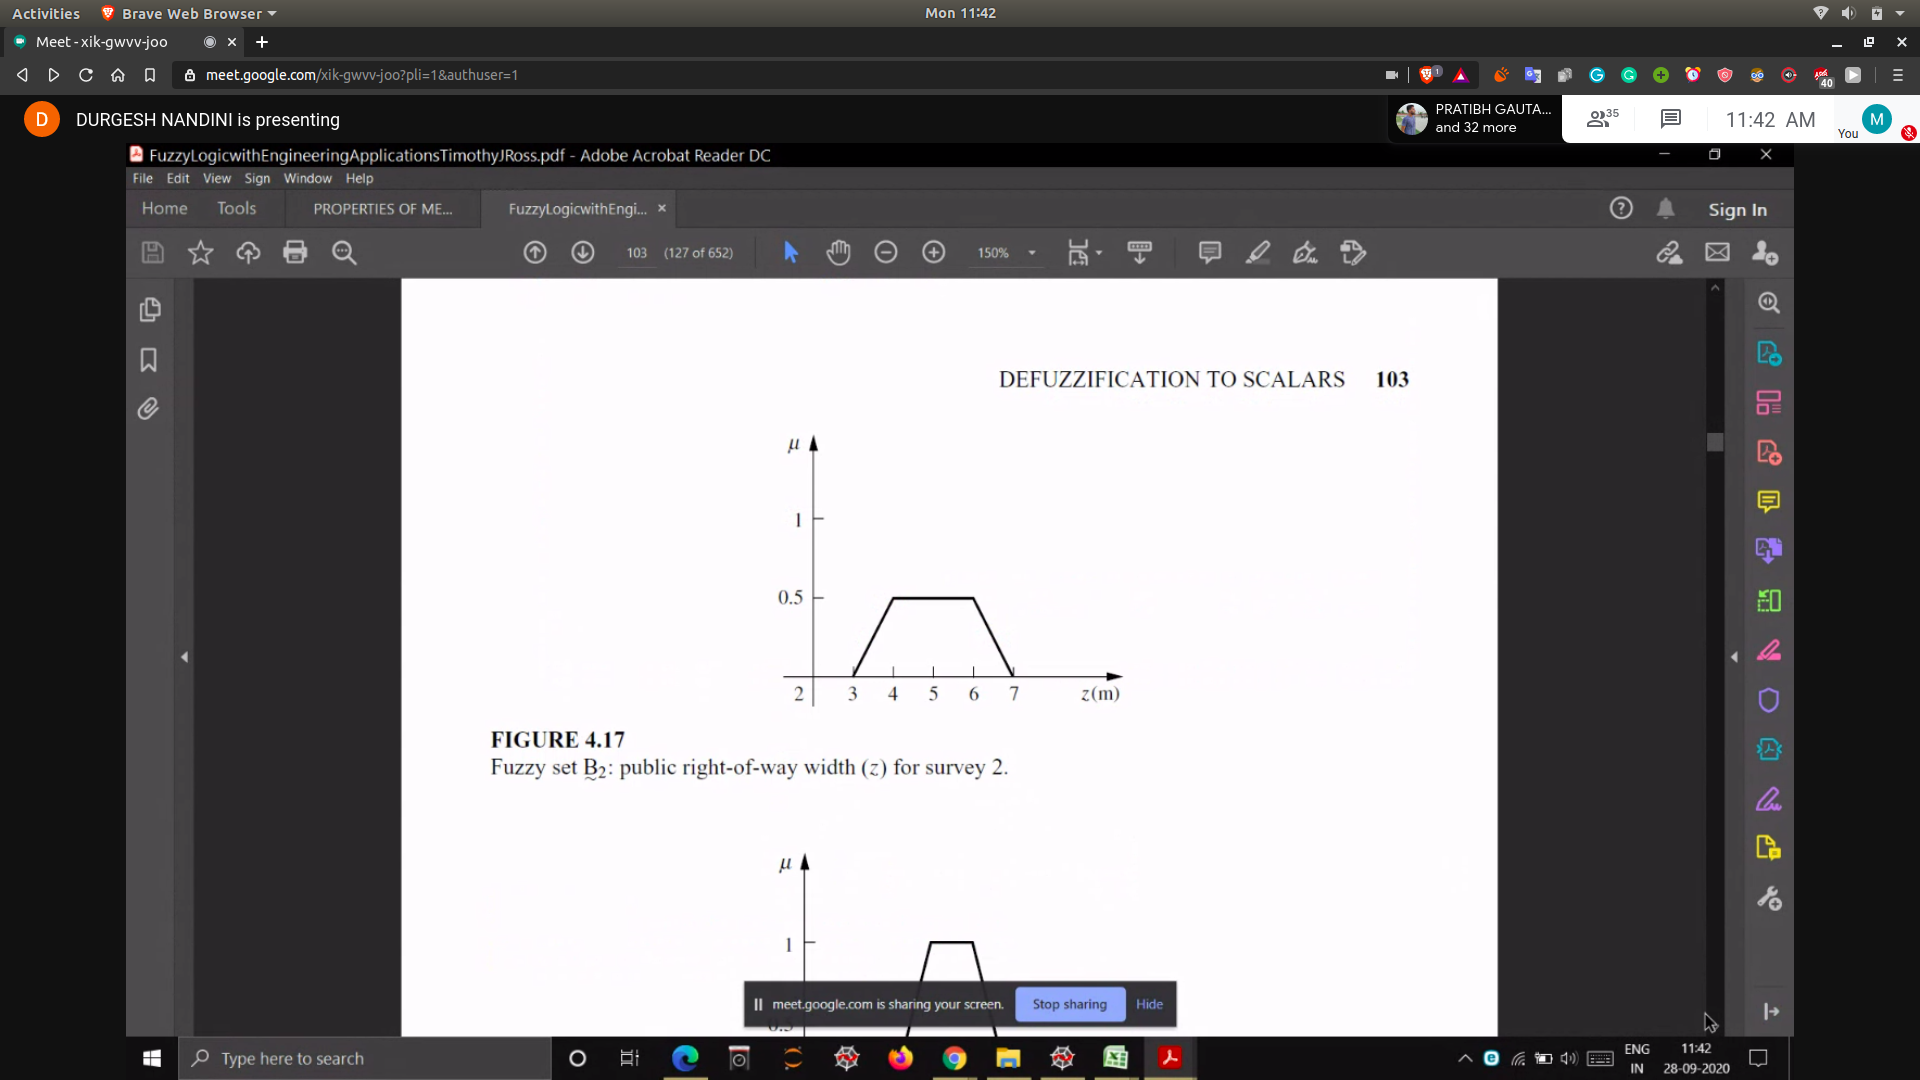 Activities Brave Web Browser Mon 11:42
Meet - xik-gwvv-joo
meet.google.com/xik-gwvv-joo?pli=1&authuser=1
1
40
D DURGESH NANDINI is presenting
PRATIBH GAUTA...
and 32 more
35
11:42 AM
You
M
FuzzyLogicwithEngineeringApplicationsTimothyJRoss.pdf - Adobe Acrobat Reader DC
File Edit View Sign Window Help
Home Tools PROPERTIES OF ME... FuzzyLogicwithEngi... Sign In
103 (127 of 652) 150%
DEFUZZIFICATION TO SCALARS 103
μ
1
0.5
2 3 4 5 6 7 z(m)
FIGURE 4.17
Fuzzy set B2: public right-of-way width (z) for survey 2.
μ
1
0.5
meet.google.com is sharing your screen. Stop sharing Hide
Type here to search
ENG
IN
11:42
28-09-2020